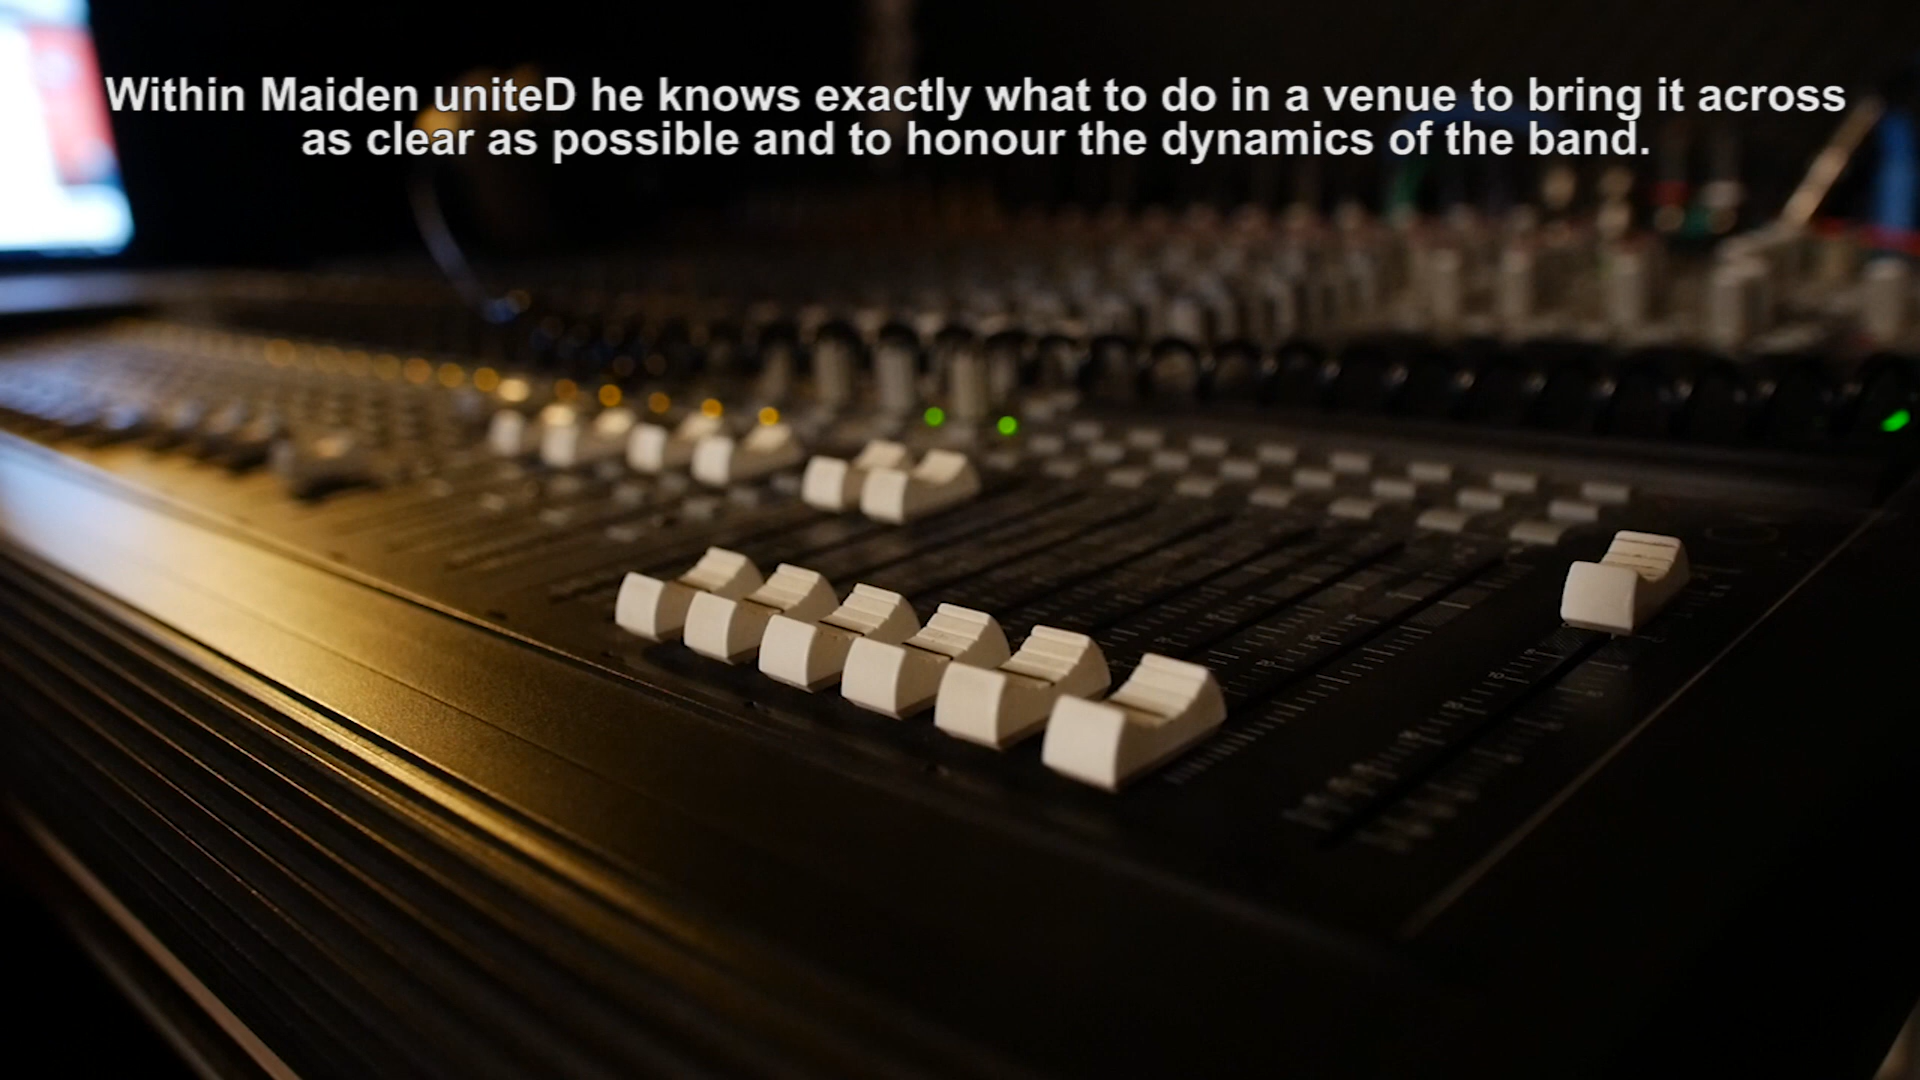 Within Maiden uniteD he knows exactly what to do in a venue to bring it across
as clear as possible and to honour the dynamics of the band.